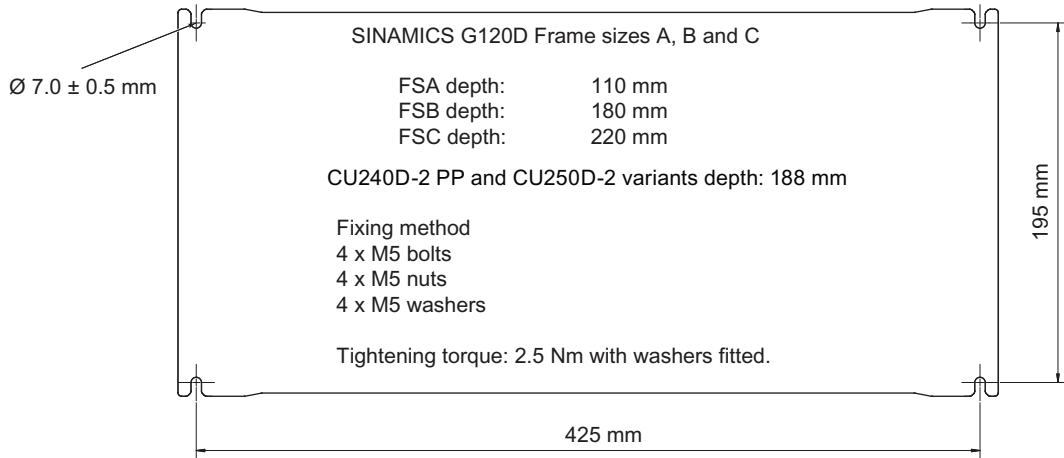 SINAMICS G120D Frame sizes A, B and C
Ø 7.0 ± 0.5 mm
FSA depth: 110 mm
FSB depth: 180 mm
FSC depth: 220 mm
CU240D-2 PP and CU250D-2 variants depth: 188 mm
195 mm
Fixing method
4 x M5 bolts
4 x M5 nuts
4 x M5 washers
Tightening torque: 2.5 Nm with washers fitted.
425 mm